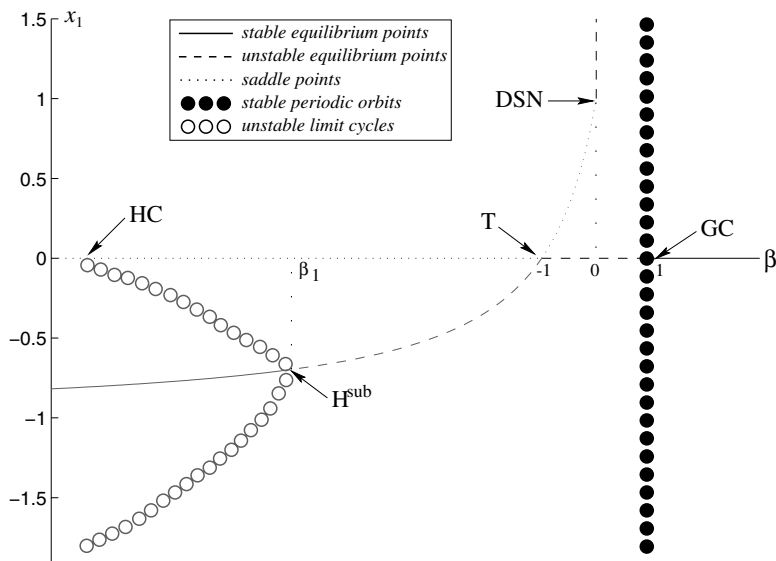 x₁
1.5
stable equilibrium points
unstable equilibrium points
saddle points
stable periodic orbits
unstable limit cycles
1
DSN
0.5
HC
T
GC
0
β₁
-1
0
1
β
−0.5
H^sub
−1
−1.5